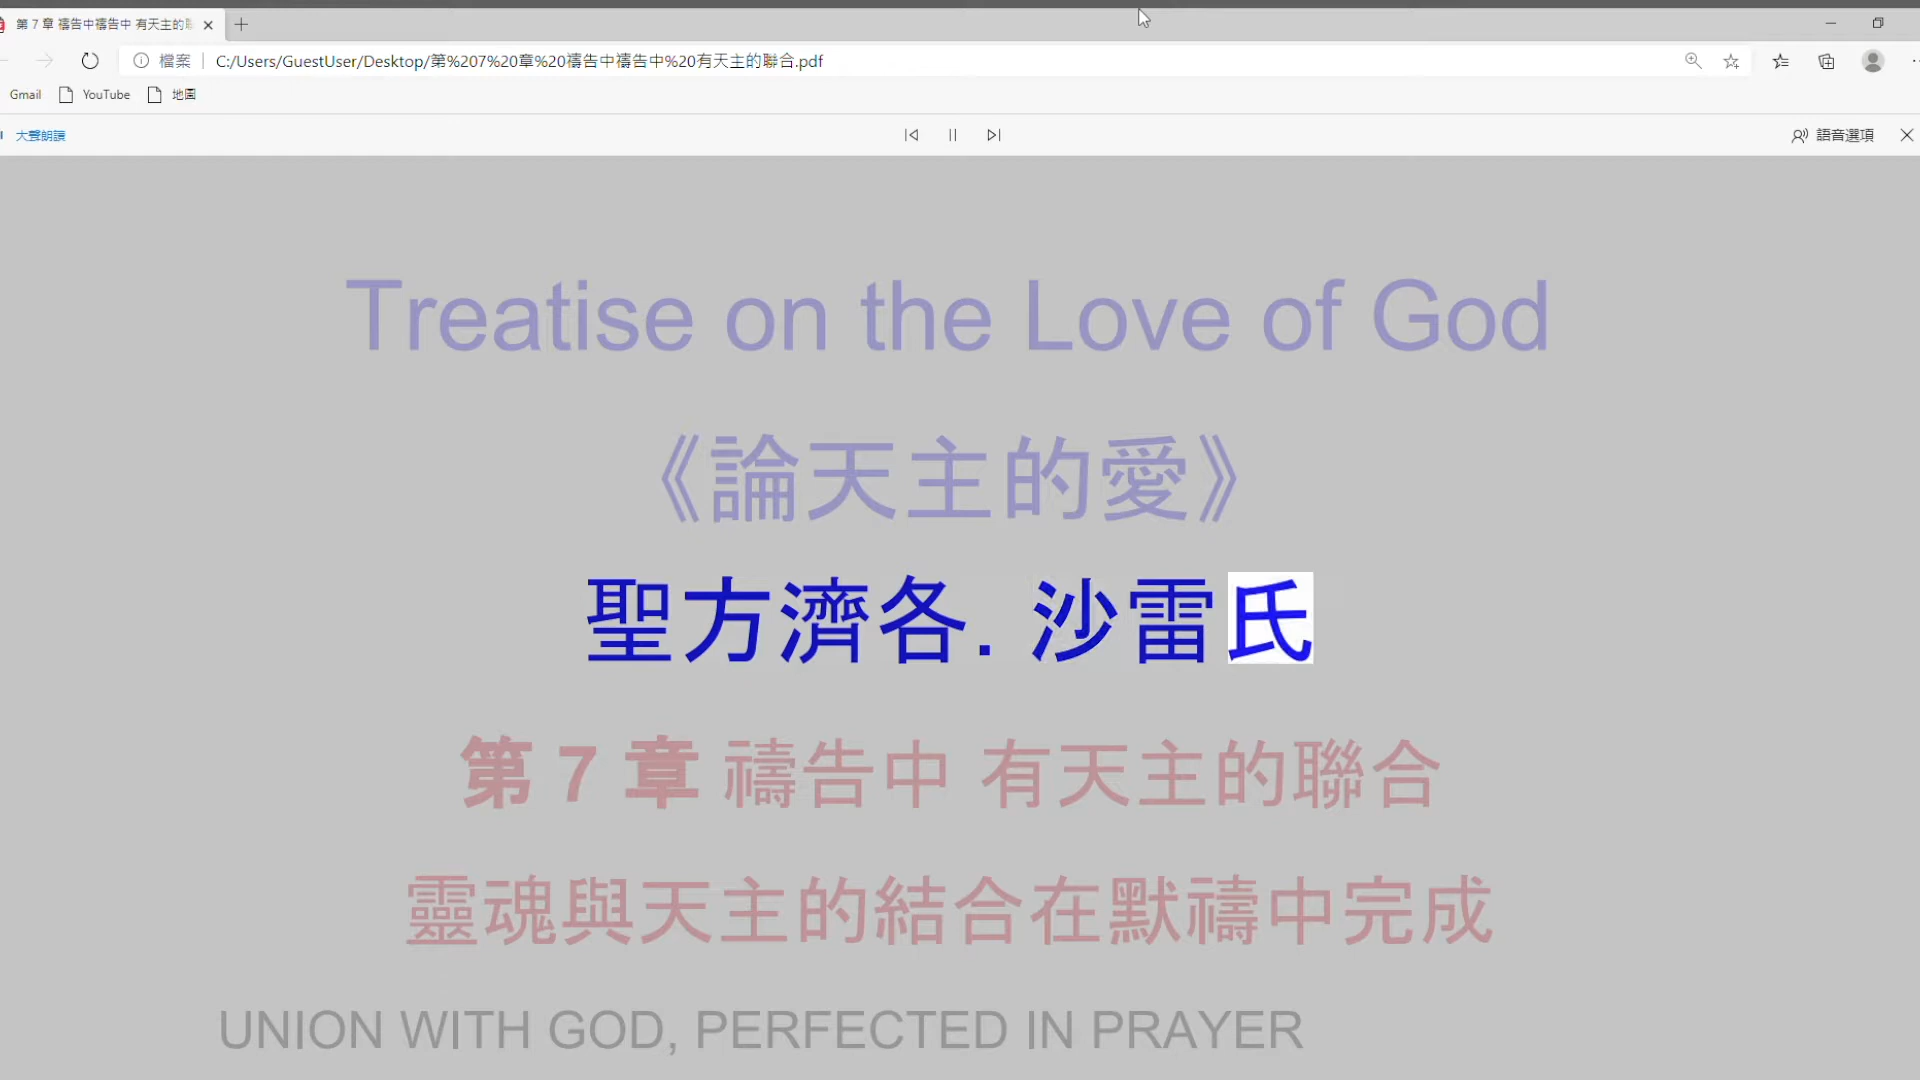 第 7 章 禱告中禱告中 有天主的
檔案 C:/Users/GuestUser/Desktop/第%207%20章%20禱告中禱告中%20有天主的聯合.pdf
Gmail YouTube 地圖
大聲朗讀 語音選項
Treatise on the Love of God
《論天主的愛》
聖方濟各. 沙雷氏
第 7 章 禱告中 有天主的聯合
靈魂與天主的結合在默禱中完成
UNION WITH GOD, PERFECTED IN PRAYER